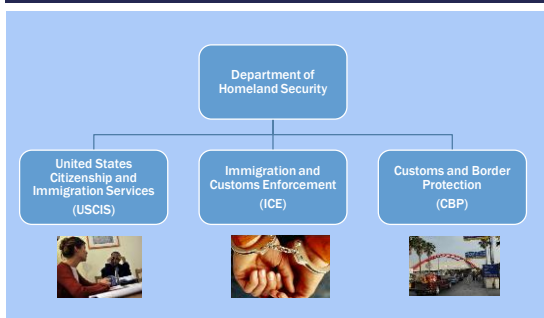 Department of
Homeland Security
United States
Citizenship and
Immigration Services
(USCIS)
Immigration and
Customs Enforcement
(ICE)
Customs and Border
Protection
(CBP)